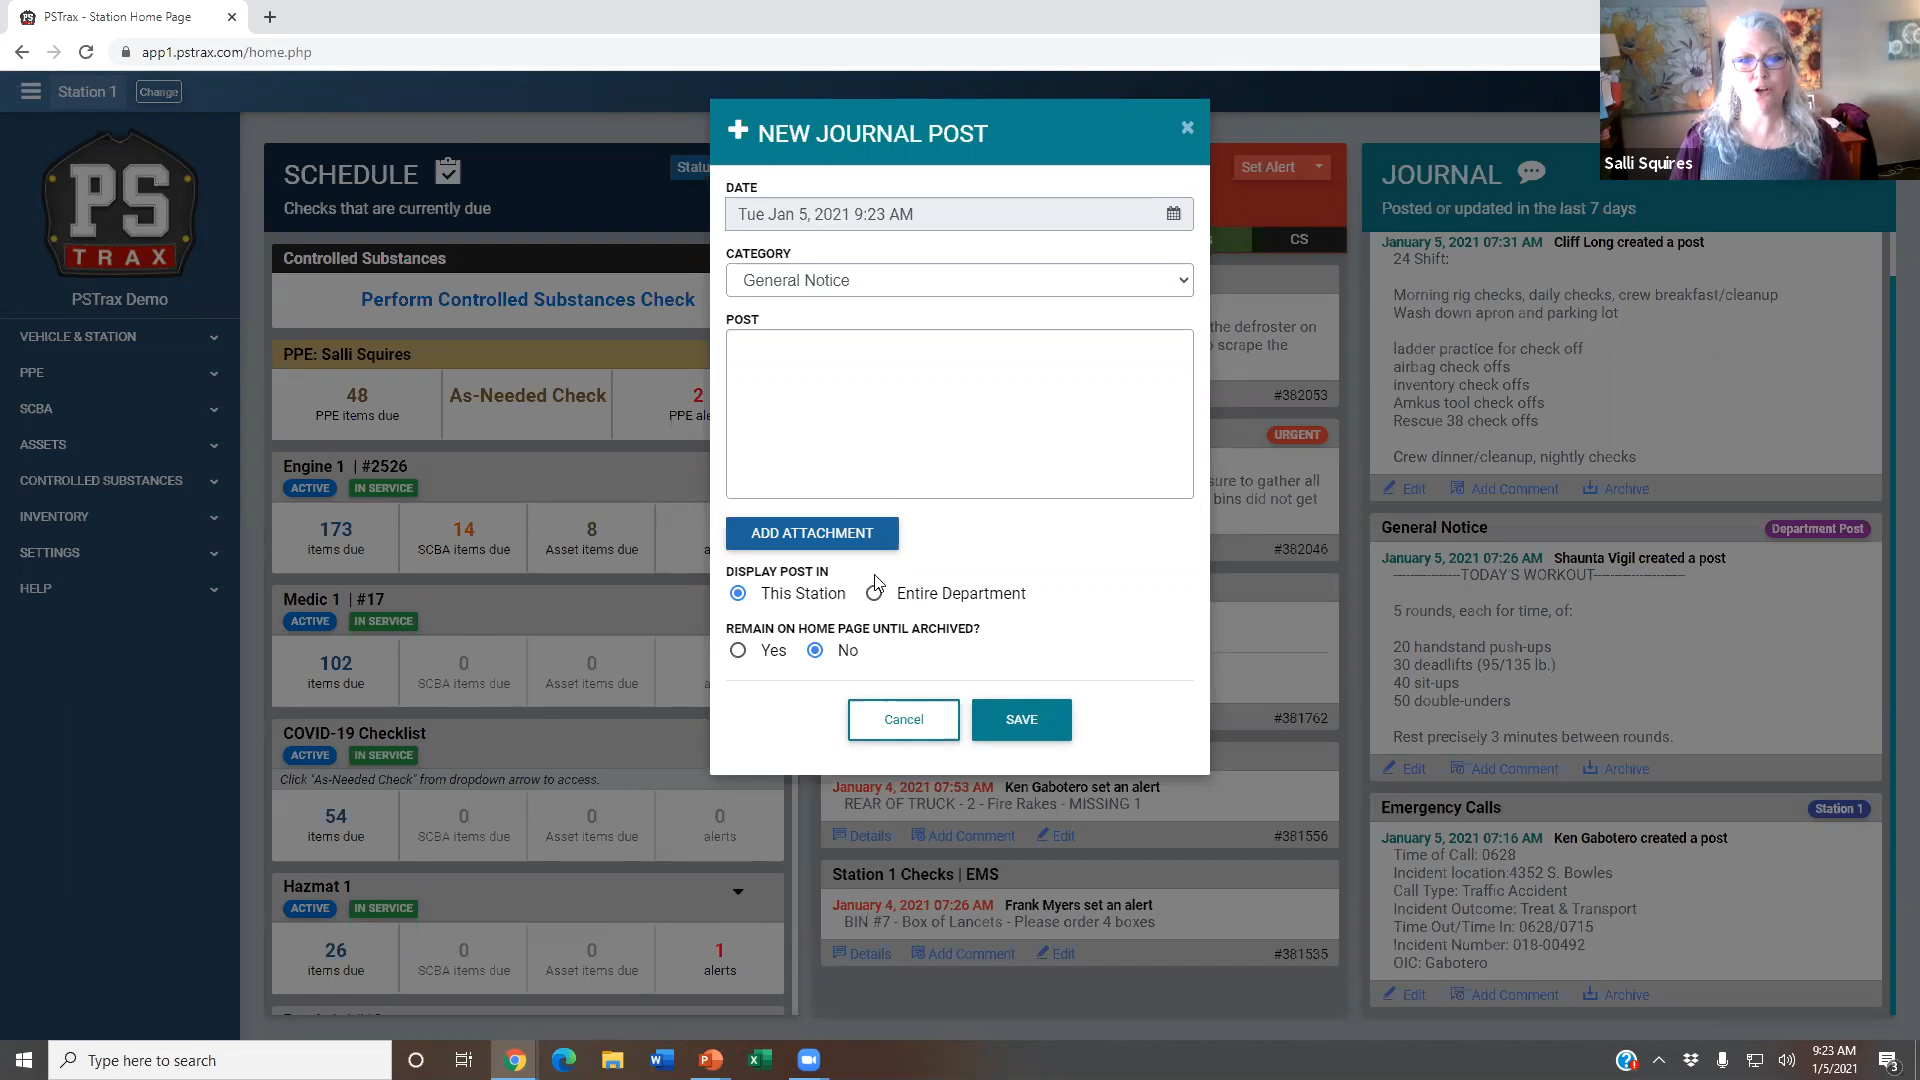 PSTrax - Station Home Page
app1.pstrax.com/home.php
Station 1 Change
PS
TRAX
PSTrax Demo
VEHICLE & STATION
PPE
SCBA
ASSETS
CONTROLLED SUBSTANCES
INVENTORY
SETTINGS
HELP
SCHEDULE
Checks that are currently due
Controlled Substances
Perform Controlled Substances Check
PPE: Salli Squires
48 As-Needed Check 2
PPE items due
Engine 1 | #2526
ACTIVE IN SERVICE
173 14 8
items due SCBA items due Asset items due
Medic 1 | #17
ACTIVE IN SERVICE
102 0 0
items due SCBA items due Asset items due
COVID-19 Checklist
ACTIVE IN SERVICE
Click "As-Needed Check" from dropdown arrow to access.
54 0 0 0
items due SCBA items due Asset items due alerts
Hazmat 1
ACTIVE IN SERVICE
26 0 0 1
items due SCBA items due Asset items due alerts
NEW JOURNAL POST
DATE
Tue Jan 5, 2021 9:23 AM
CATEGORY
General Notice
POST
ADD ATTACHMENT
DISPLAY POST IN
This Station Entire Department
REMAIN ON HOME PAGE UNTIL ARCHIVED?
Yes No
Cancel SAVE
Set Alert
CS
the defroster on
scrape the
#382053
URGENT
sure to gather all
bins did not get
#382046
#381762
January 4, 2021 07:53 AM Ken Gabotero set an alert
REAR OF TRUCK - 2 - Fire Rakes - MISSING 1
Details Add Comment Edit #381556
Station 1 Checks | EMS
January 4, 2021 07:26 AM Frank Myers set an alert
BIN #7 - Box of Lancets - Please order 4 boxes
Details Add Comment Edit #381535
JOURNAL
Posted or updated in the last 7 days
January 5, 2021 07:31 AM Cliff Long created a post
24 Shift:
Morning rig checks, daily checks, crew breakfast/cleanup
Wash down apron and parking lot
ladder practice for check off
airbag check offs
inventory check offs
Amkus tool check offs
Rescue 38 check offs
Crew dinner/cleanup, nightly checks
Edit Add Comment Archive
General Notice Department Post
January 5, 2021 07:26 AM Shaunta Vigil created a post
-----------------TODAY'S WORKOUT-----------------------
5 rounds, each for time, of:
20 handstand push-ups
30 deadlifts (95/135 lb.)
40 sit-ups
50 double-unders
Rest precisely 3 minutes between rounds.
Edit Add Comment Archive
Emergency Calls Station 1
January 5, 2021 07:16 AM Ken Gabotero created a post
Time of Call: 0628
Incident location:4352 S. Bowles
Call Type: Traffic Accident
Incident Outcome: Treat & Transport
Time Out/Time In: 0628/0715
Incident Number: 018-00492
OIC: Gabotero
Edit Add Comment Archive
Salli Squires
Type here to search
9:23 AM
1/5/2021
3